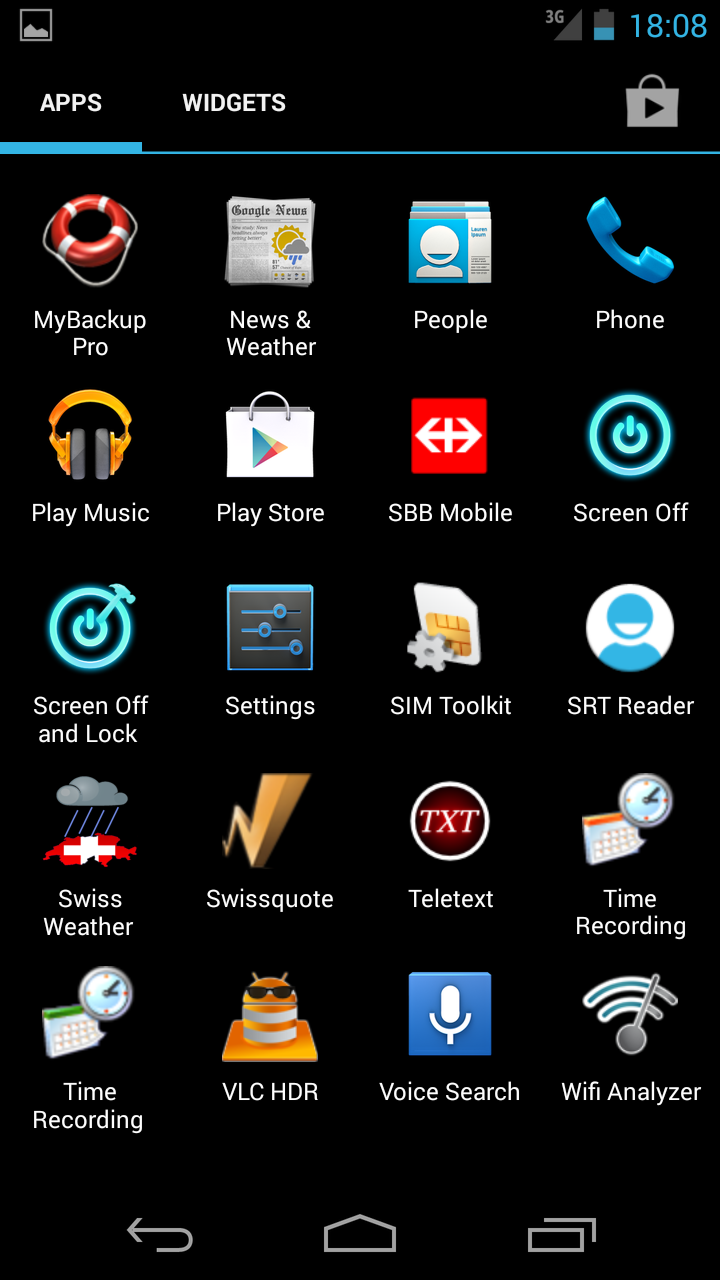 3G 18:08
APPS WIDGETS
Google News
Lauren
Ipsum
MyBackup
Pro
News &
Weather
People
Phone
Play Music
Play Store
SBB Mobile
Screen Off
Screen Off
and Lock
Settings
SIM Toolkit
SRT Reader
TXT
Swiss
Weather
Swissquote
Teletext
Time
Recording
Time
Recording
VLC HDR
Voice Search
Wifi Analyzer